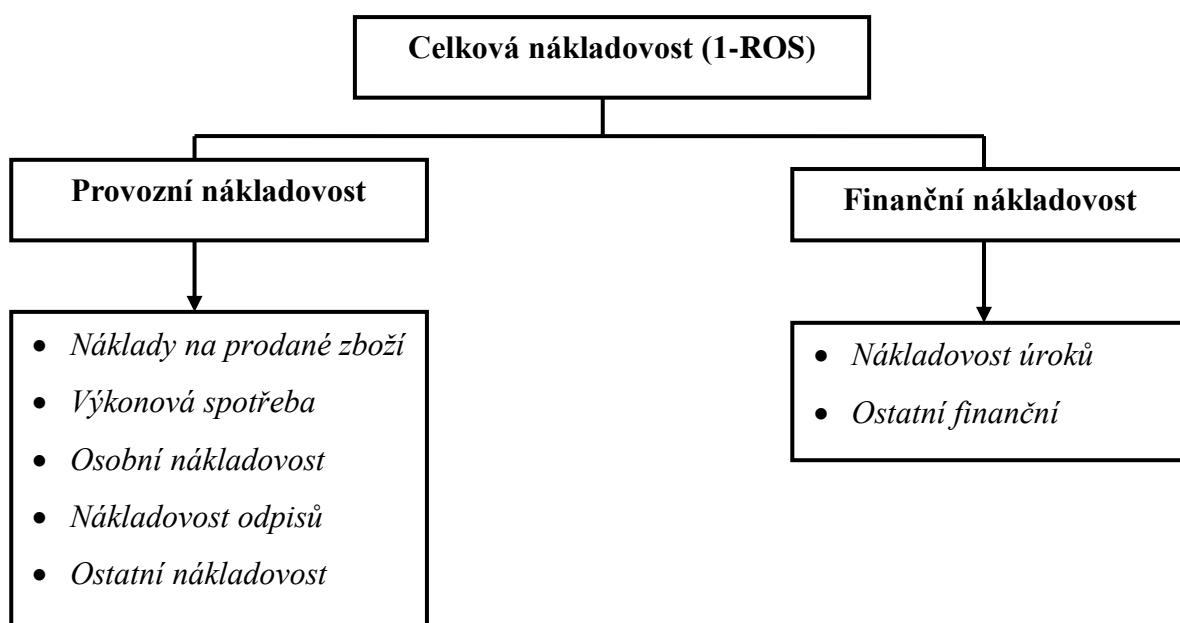 Celková nákladovost (1-ROS)
Provozní nákladovost
Finanční nákladovost
• Náklady na prodané zboží
• Výkonová spotřeba
• Osobní nákladovost
• Nákladovost odpisů
• Ostatní nákladovost
• Nákladovost úroků
• Ostatní finanční